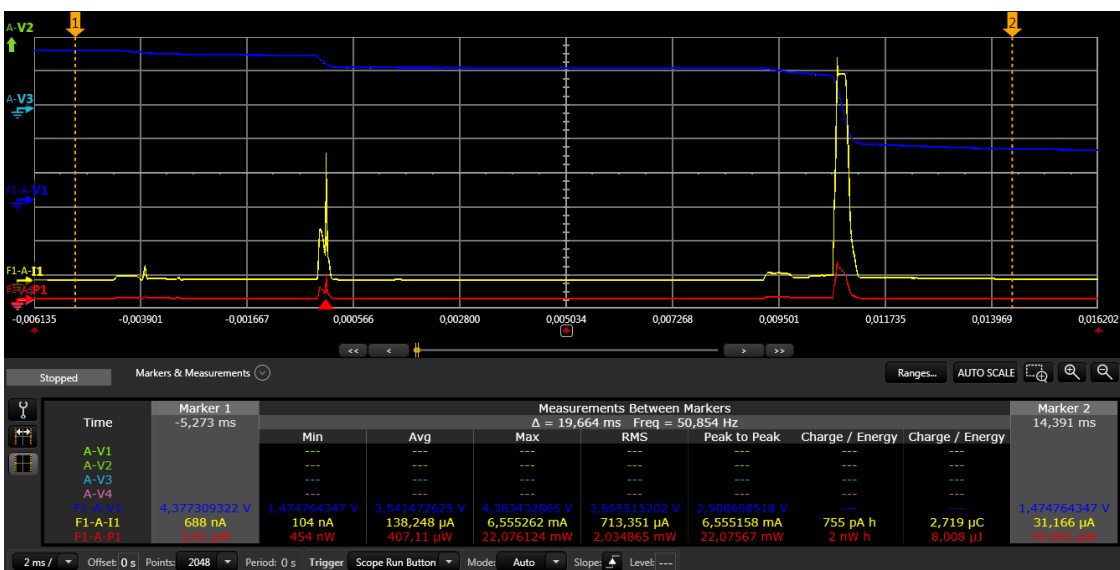 A-V2
1
2
A-V3
F1-A-V1
F1-A-I1
F1-A-P1
-0,006135 -0,003901 -0,001667 0,000566 0,002800 0,005034 0,007268 0,009501 0,011735 0,013969 0,016202
<< < > >>
Stopped Markers & Measurements Ranges... AUTO SCALE
Marker 1 Measurements Between Markers Marker 2
Time -5,273 ms Δ = 19,664 ms Freq = 50,854 Hz 14,391 ms
Min Avg Max RMS Peak to Peak Charge / Energy Charge / Energy
A-V1 --- --- --- --- --- --- ---
A-V2 --- --- --- --- --- --- ---
A-V3 --- --- --- --- --- --- ---
A-V4 --- --- --- --- --- --- ---
F1-A-V1 4,377309322 V 1,474764347 V 3,541472625 V 4,383432865 V 3,665515202 V 2,908668518 V --- --- 1,474764347 V
F1-A-I1 688 nA 104 nA 138,248 µA 6,555262 mA 713,351 µA 6,555158 mA 755 pA h 2,719 µC 31,166 µA
F1-A-P1 3,01 µW 454 nW 407,11 µW 22,076124 mW 2,034865 mW 22,07567 mW 2 nW h 8,008 µJ 45,963 µW
2 ms / Offset: 0 s Points: 2048 Period: 0 s Trigger Scope Run Button Mode: Auto Slope: Level: ---